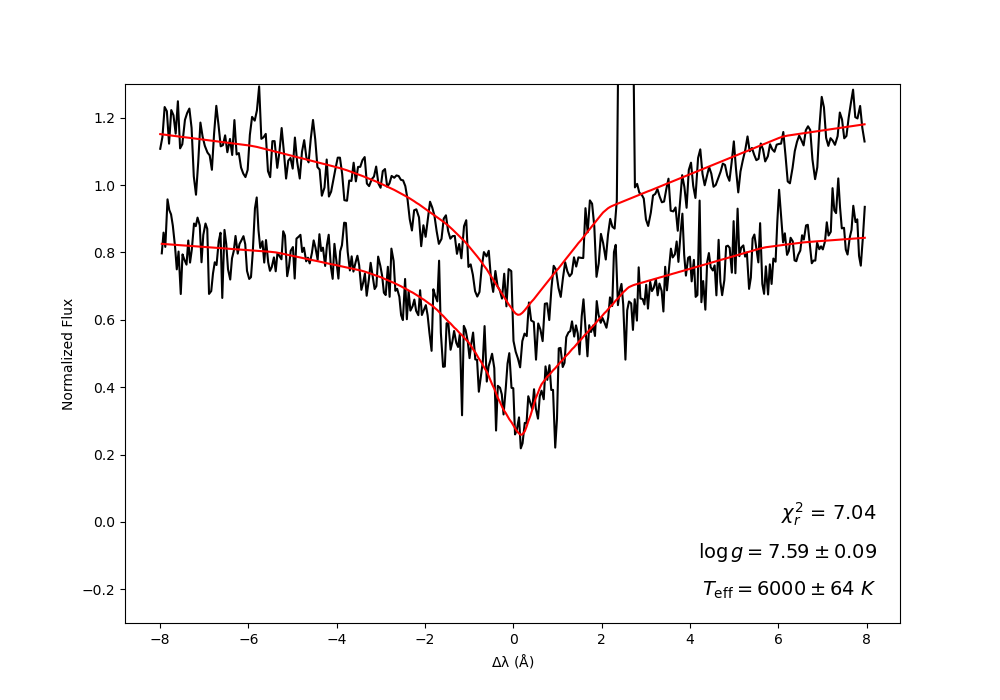 1.2
1.0
0.8
0.6
0.4
0.2
0.0
−0.2
Normalized Flux
χ²ᵣ = 7.04
log g = 7.59 ± 0.09
T_eff = 6000 ± 64 K
−8 −6 −4 −2 0 2 4 6 8
Δλ (Å)